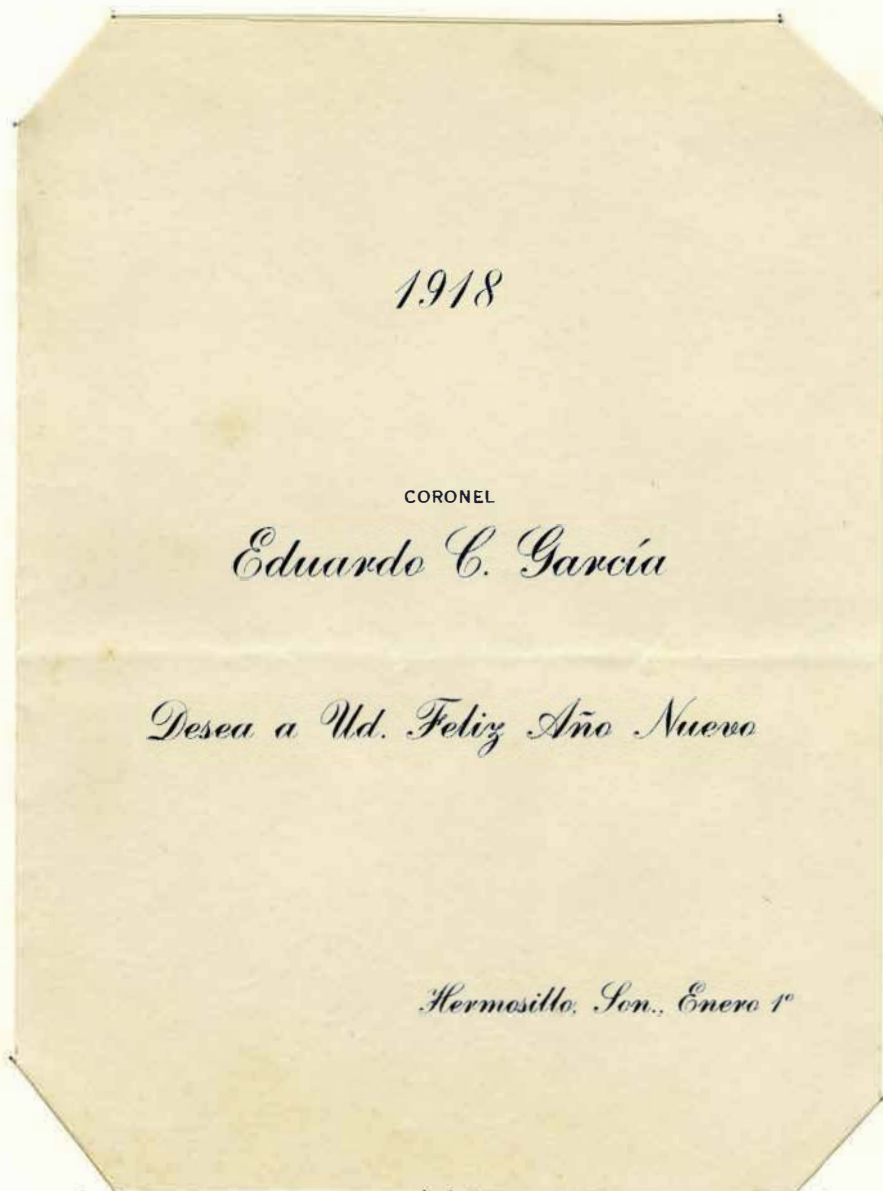 1918
CORONEL
Eduardo C. García
Desea a Ud. Feliz Año Nuevo
Hermosillo, Son., Enero 1º